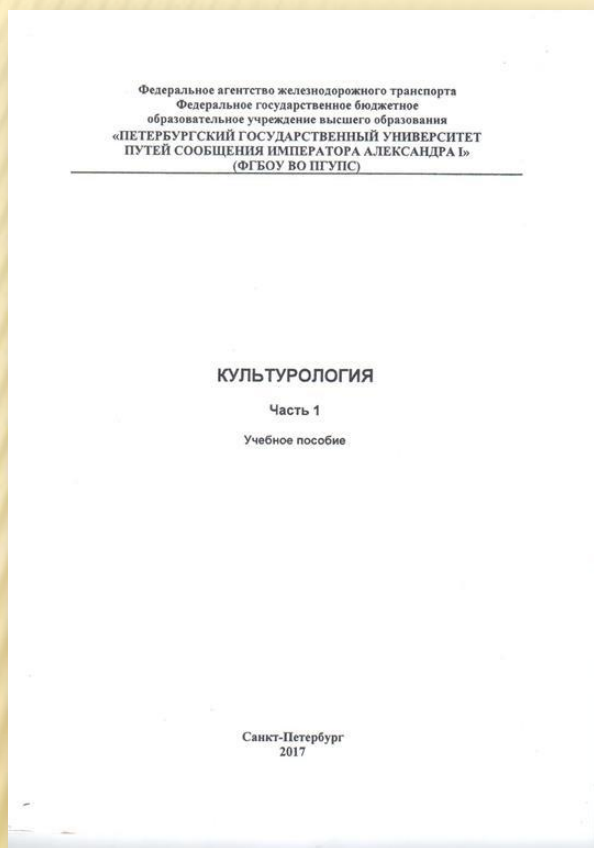 Федеральное агентство железнодорожного транспорта
Федеральное государственное бюджетное
образовательное учреждение высшего образования
«ПЕТЕРБУРГСКИЙ ГОСУДАРСТВЕННЫЙ УНИВЕРСИТЕТ
ПУТЕЙ СООБЩЕНИЯ ИМПЕРАТОРА АЛЕКСАНДРА I»
(ФГБОУ ВО ПГУПС)
КУЛЬТУРОЛОГИЯ
Часть 1
Учебное пособие
Санкт-Петербург
2017